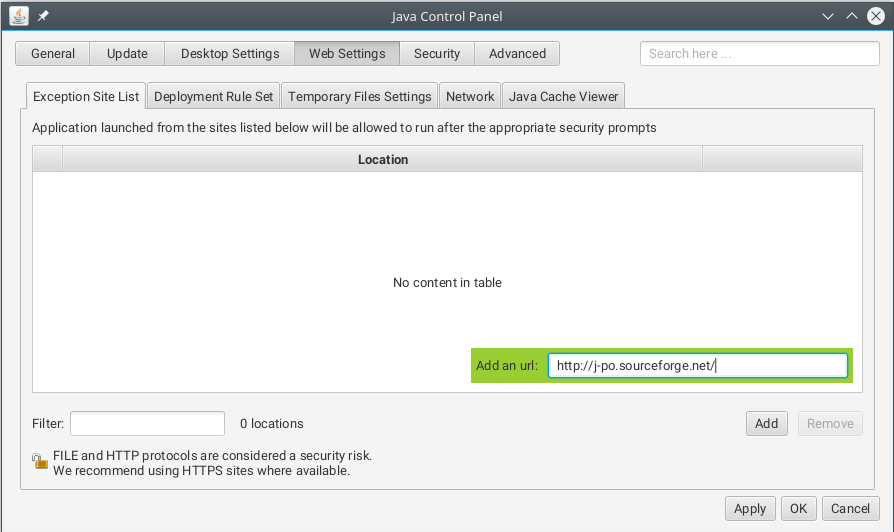 Java Control Panel
General Update Desktop Settings Web Settings Security Advanced Search here ...
Exception Site List Deployment Rule Set Temporary Files Settings Network Java Cache Viewer
Application launched from the sites listed below will be allowed to run after the appropriate security prompts
Location
No content in table
Add an url: http://j-po.sourceforge.net/
Filter: 0 locations Add Remove
FILE and HTTP protocols are considered a security risk.
We recommend using HTTPS sites where available.
Apply OK Cancel